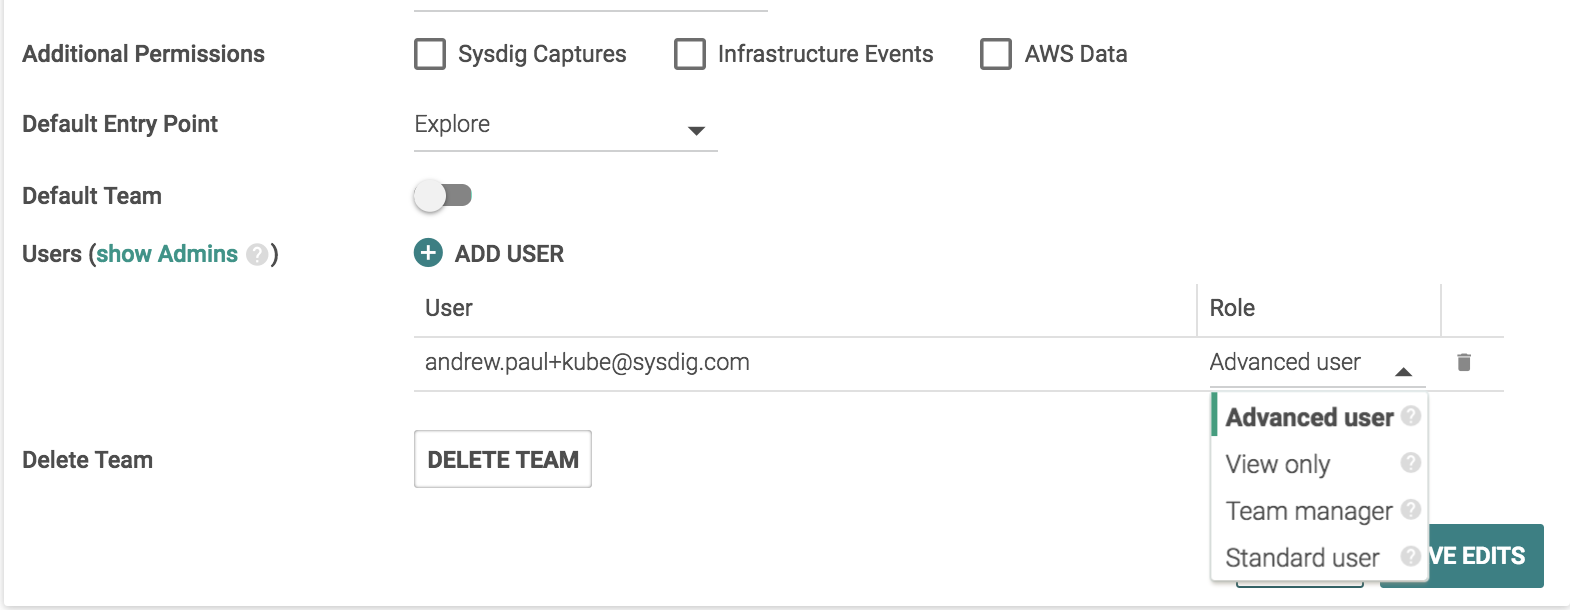 Additional Permissions Sysdig Captures Infrastructure Events AWS Data
Default Entry Point Explore
Default Team
Users (show Admins ?) + ADD USER
User Role
andrew.paul+kube@sysdig.com Advanced user
Advanced user ?
View only ?
Team manager ?
Standard user ?
Delete Team DELETE TEAM
VE EDITS